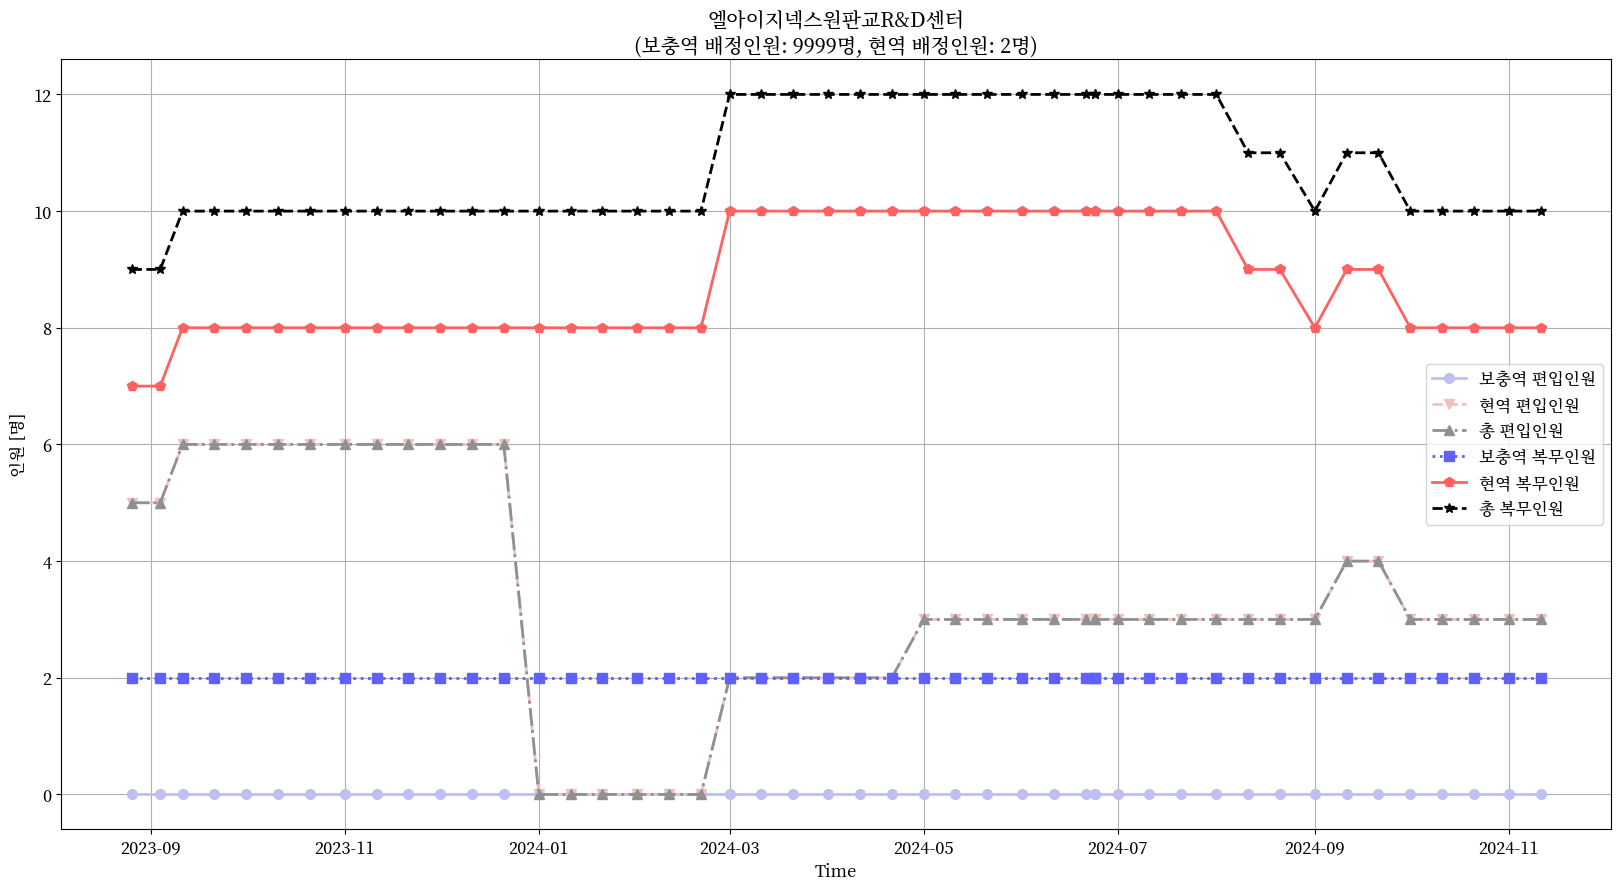 엘아이지넥스원판교R&D센터
(보충역 배정인원: 9999명, 현역 배정인원: 2명)
인원 [명]
12
10
8
6
4
2
0
보충역 편입인원
현역 편입인원
총 편입인원
보충역 복무인원
현역 복무인원
총 복무인원
2023-09
2023-11
2024-01
2024-03
2024-05
2024-07
2024-09
2024-11
Time